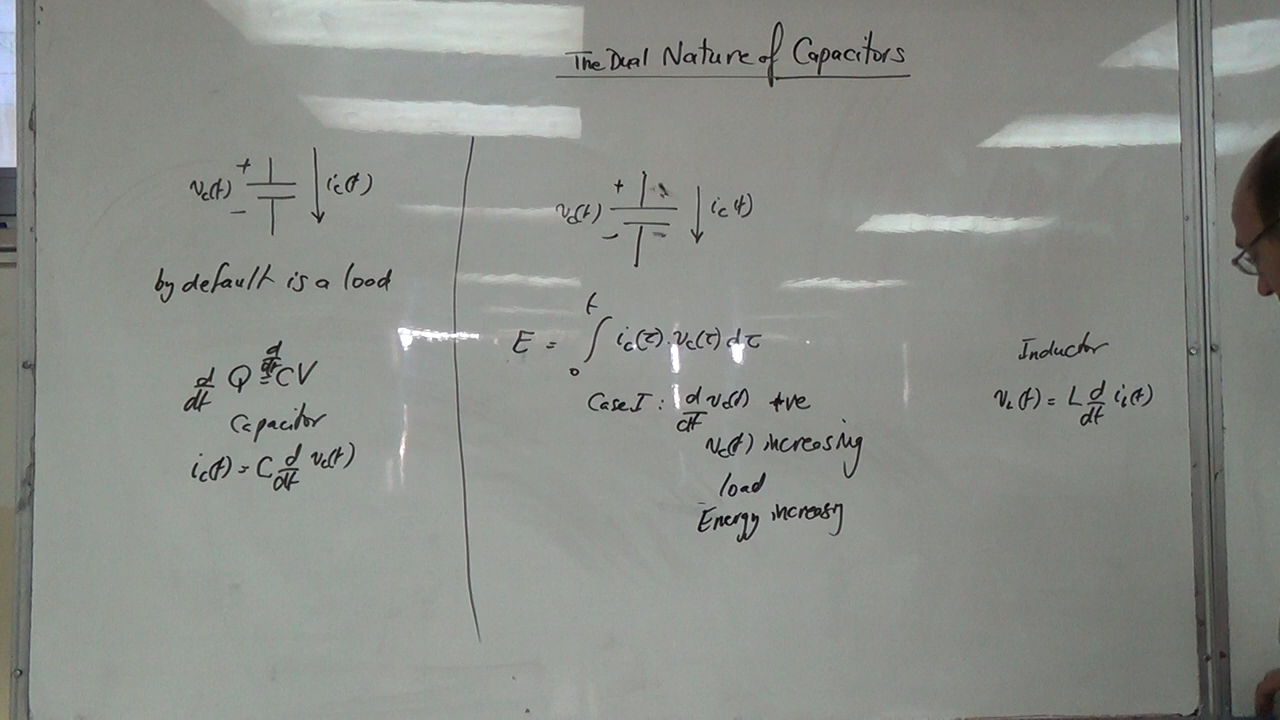 The Dual Nature of Capacitors
+
vc(t)
ic(t)
-
by default is a load
d/dt Q = d/dt CV
Capacitor
ic(t) = C d/dt vc(t)
+
vc(t)
ic(t)
-
E = ∫₀ᵗ ic(τ).vc(τ) dτ
Case I: d/dt vc(t) +ve
vc(t) increasing
load
Energy increasing
Inductor
vL(t) = L d/dt iL(t)